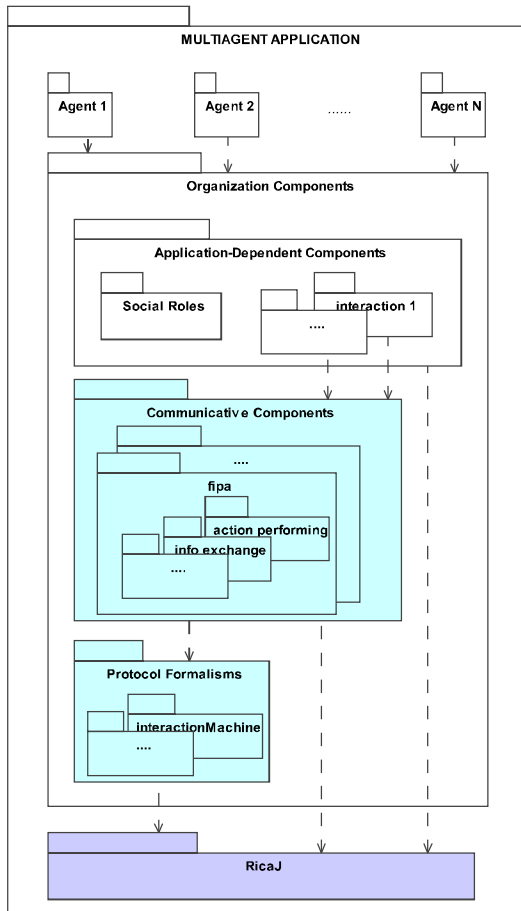 MULTIAGENT APPLICATION
Agent 1
Agent 2
......
Agent N
Organization Components
Application-Dependent Components
Social Roles
interaction 1
....
Communicative Components
....
fipa
action performing
info exchange
....
Protocol Formalisms
interactionMachine
....
RicaJ